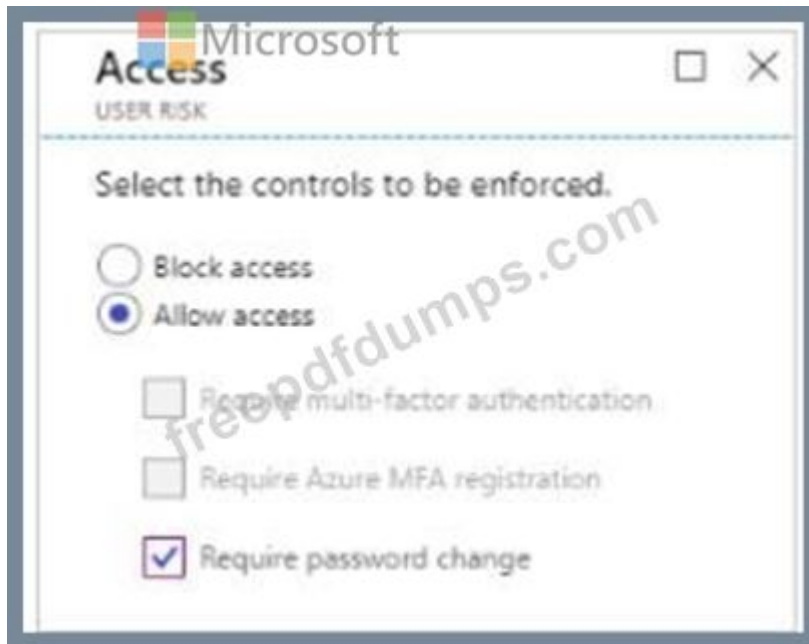 Microsoft
Access
USER RISK
Select the controls to be enforced.
Block access
Allow access
Require multi-factor authentication
Require Azure MFA registration
Require password change
freepdfdumps.com